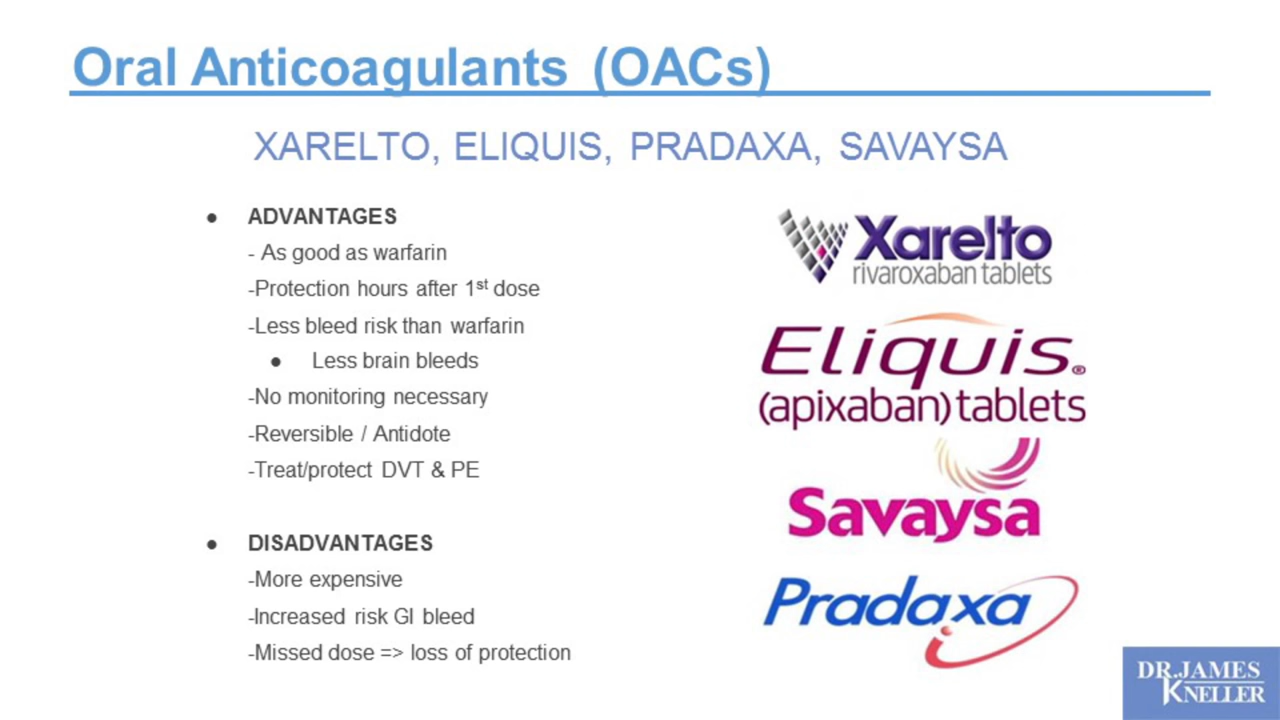 Oral Anticoagulants (OACs)
XARELTO, ELIQUIS, PRADAXA, SAVAYSA
● ADVANTAGES
- As good as warfarin
-Protection hours after 1st dose
-Less bleed risk than warfarin
● Less brain bleeds
-No monitoring necessary
-Reversible / Antidote
-Treat/protect DVT & PE
● DISADVANTAGES
-More expensive
-Increased risk GI bleed
-Missed dose => loss of protection
Xarelto
rivaroxaban tablets
Eliquis®
(apixaban) tablets
Savaysa
Pradaxa
DR.JAMES
KNELLER